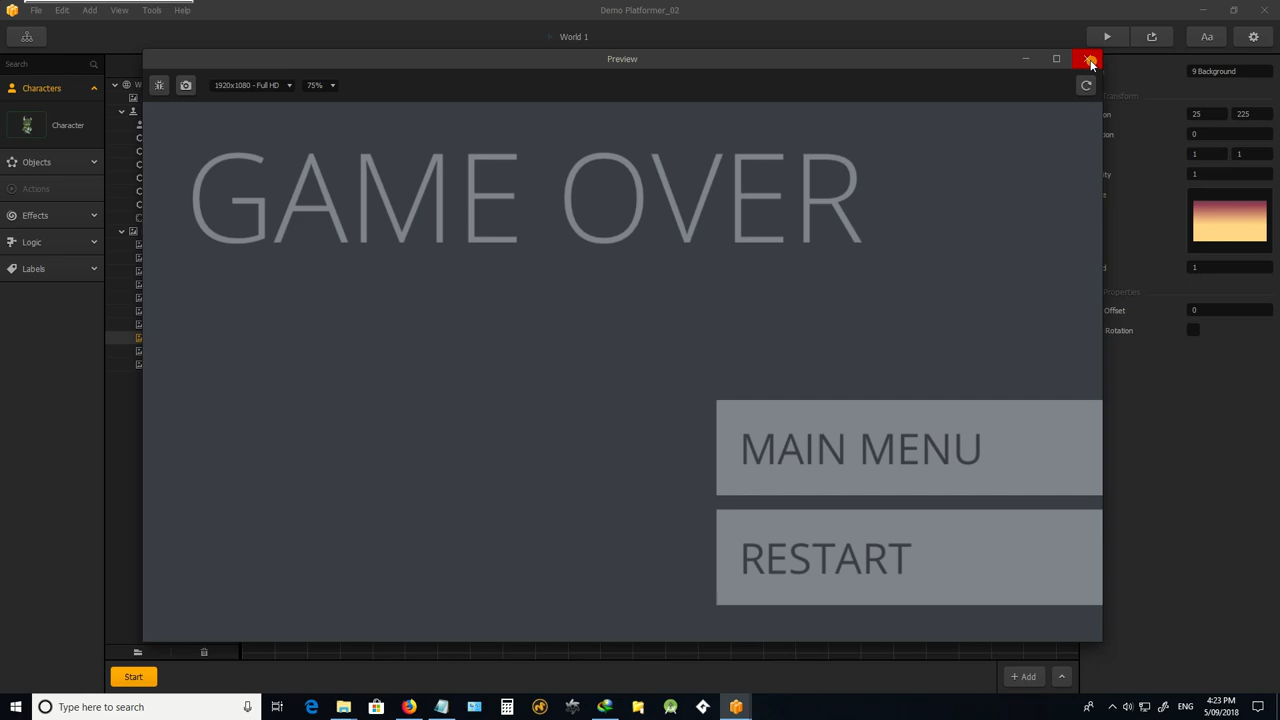 File Edit View Tools Help
Demo Platformer_02
World 1
Aa
Search
Preview
Characters
9 Background
1920x1080 - Full HD
75%
Transform
25 225
Character
0
GAME OVER
1 1
Objects
1
Actions
Effects
Logic
Labels
1
Properties
Offset 0
Rotation
MAIN MENU
RESTART
Start
Add
Type here to search
ENG
4:23 PM
5/09/2018